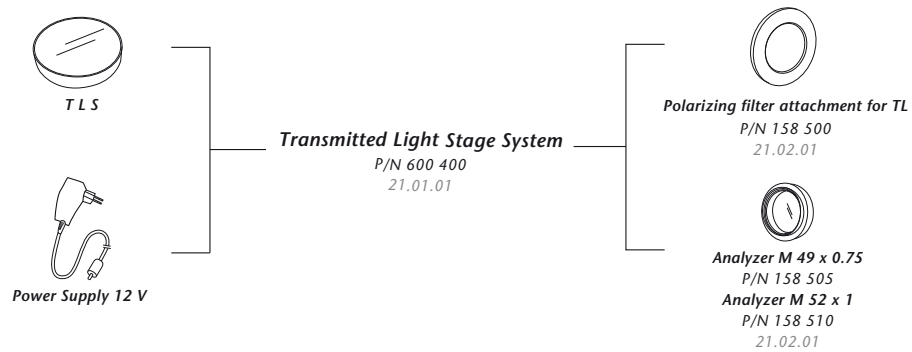 T L S
Power Supply 12 V
Transmitted Light Stage System
P/N 600 400
21.01.01
Polarizing filter attachment for TL
P/N 158 500
21.02.01
Analyzer M 49 x 0.75
P/N 158 505
Analyzer M 52 x 1
P/N 158 510
21.02.01